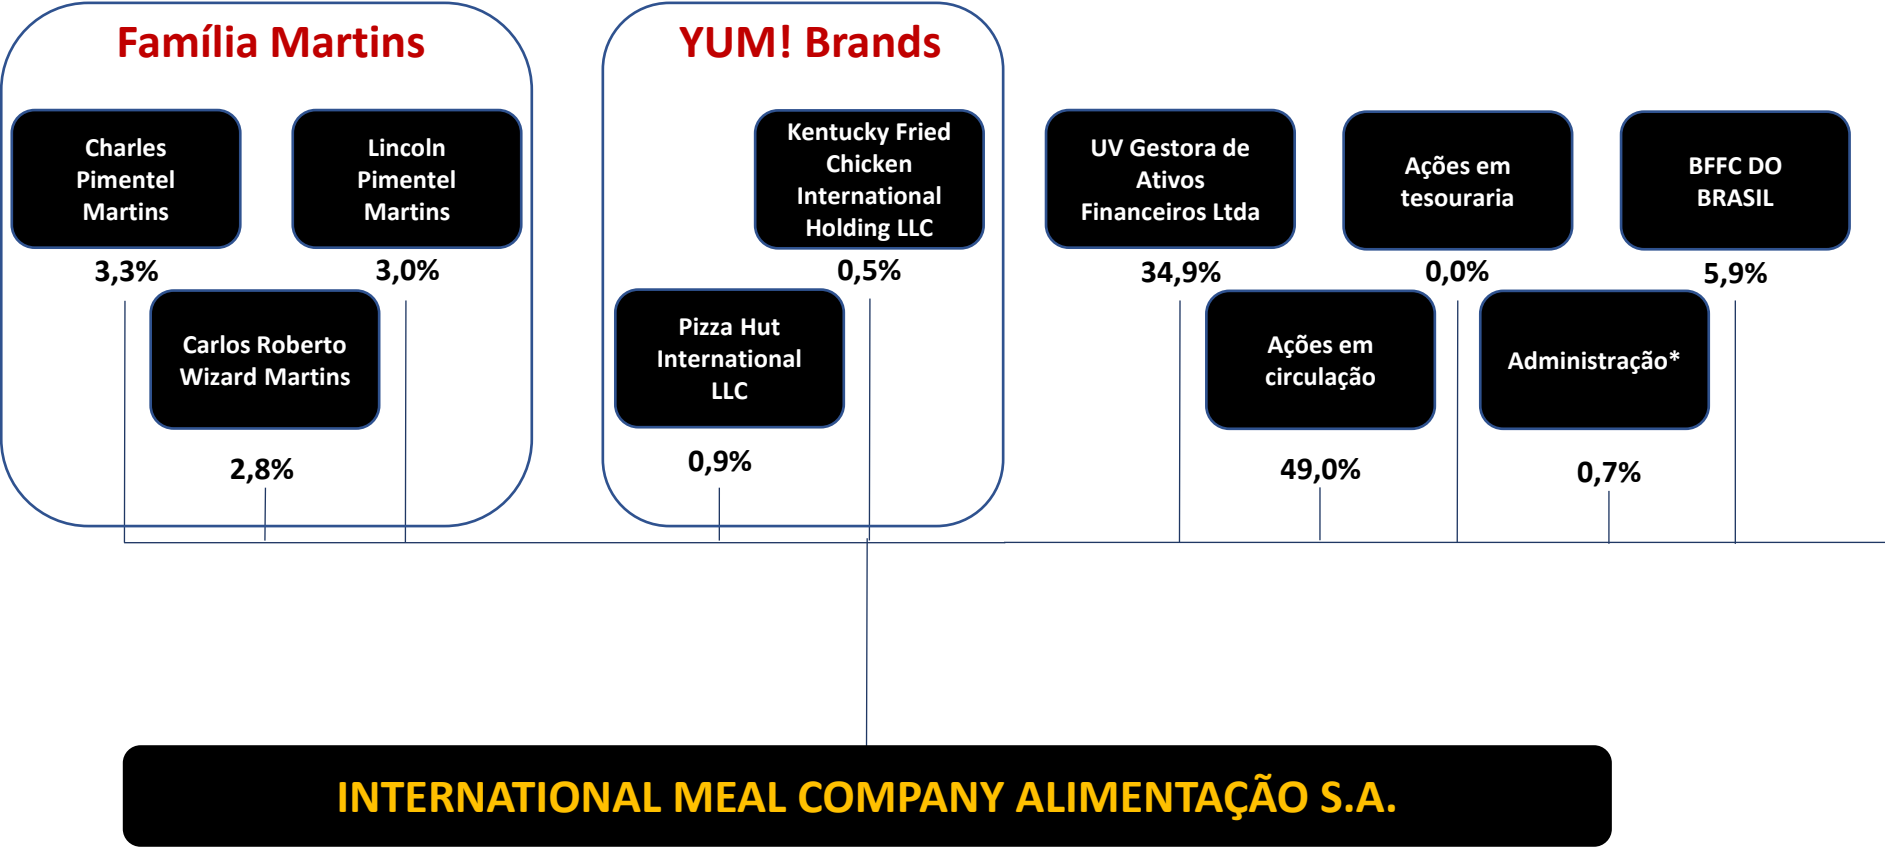 Família Martins
Charles
Pimentel
Martins
3,3%
Lincoln
Pimentel
Martins
3,0%
Carlos Roberto
Wizard Martins
2,8%
YUM! Brands
Kentucky Fried
Chicken
International
Holding LLC
0,5%
Pizza Hut
International
LLC
0,9%
UV Gestora de
Ativos
Financeiros Ltda
34,9%
Ações em
circulação
49,0%
Ações em
tesouraria
0,0%
Administração*
0,7%
BFFC DO
BRASIL
5,9%
INTERNATIONAL MEAL COMPANY ALIMENTAÇÃO S.A.